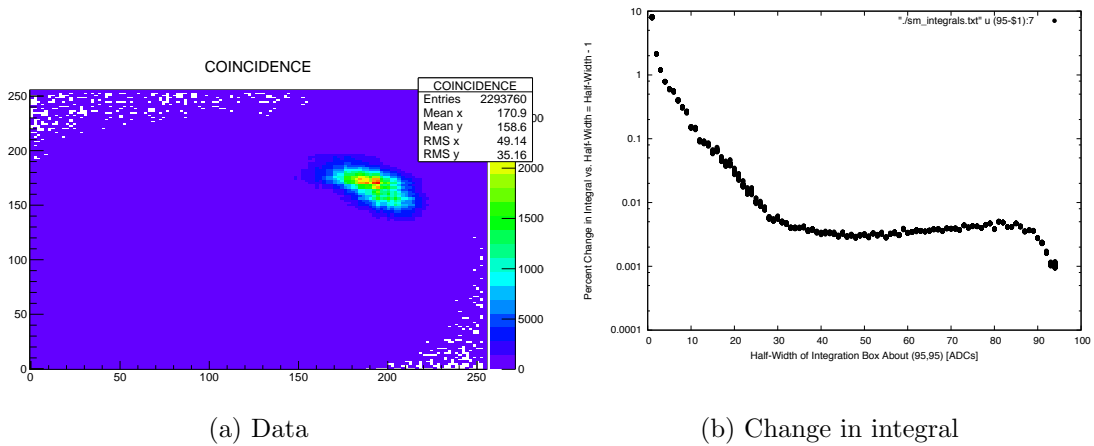 COINCIDENCE
COINCIDENCE
Entries 2293760
Mean x 170.9
Mean y 158.6
RMS x 49.14
RMS y 35.16
250
200
150
100
50
0
0 50 100 150 200 250
2000
1500
1000
5000
0
(a) Data
"./sm_integrals.txt" u (95-$1):7
Percent Change in Integral vs. Half-Width = Half-Width - 1
10
1
0.1
0.01
0.001
0.0001
0 10 20 30 40 50 60 70 80 90 100
Half-Width of Integration Box About (95,95) [ADCs]
(b) Change in integral